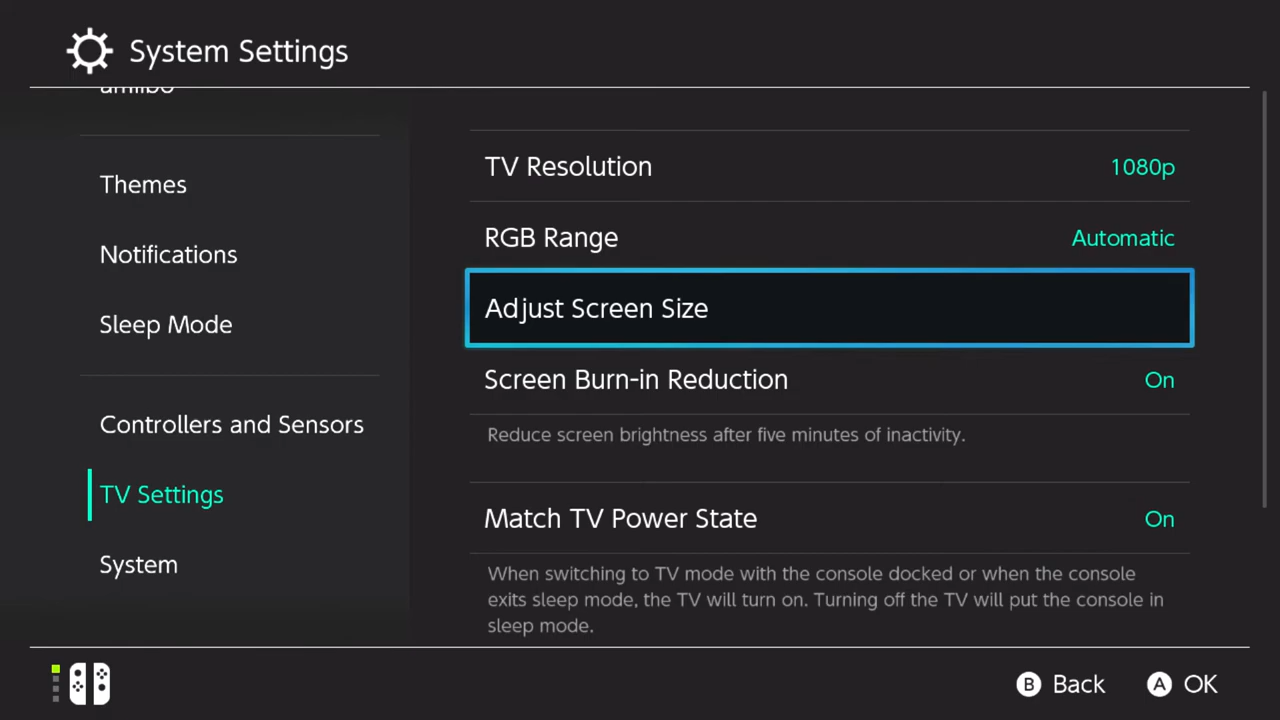 System Settings
amiibo
Themes
Notifications
Sleep Mode
Controllers and Sensors
TV Settings
System
TV Resolution 1080p
RGB Range Automatic
Adjust Screen Size
Screen Burn-in Reduction On
Reduce screen brightness after five minutes of inactivity.
Match TV Power State On
When switching to TV mode with the console docked or when the console
exits sleep mode, the TV will turn on. Turning off the TV will put the console in
sleep mode.
B Back A OK